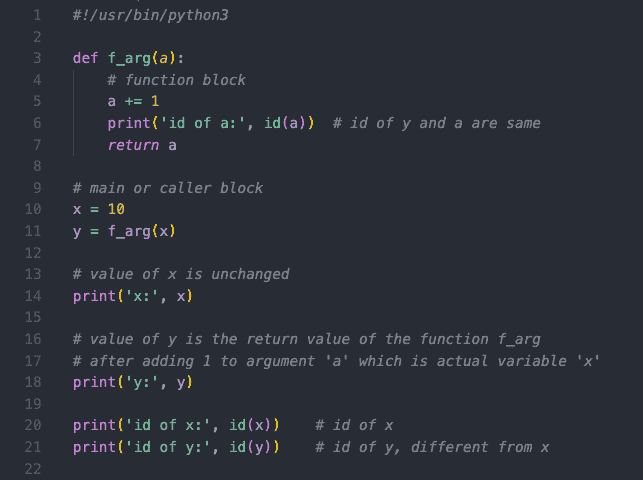 1 #!/usr/bin/python3
2
3 def f_arg(a):
4     # function block
5     a += 1
6     print('id of a:', id(a))  # id of y and a are same
7     return a
8
9 # main or caller block
10 x = 10
11 y = f_arg(x)
12
13 # value of x is unchanged
14 print('x:', x)
15
16 # value of y is the return value of the function f_arg
17 # after adding 1 to argument 'a' which is actual variable 'x'
18 print('y:', y)
19
20 print('id of x:', id(x))    # id of x
21 print('id of y:', id(y))    # id of y, different from x
22